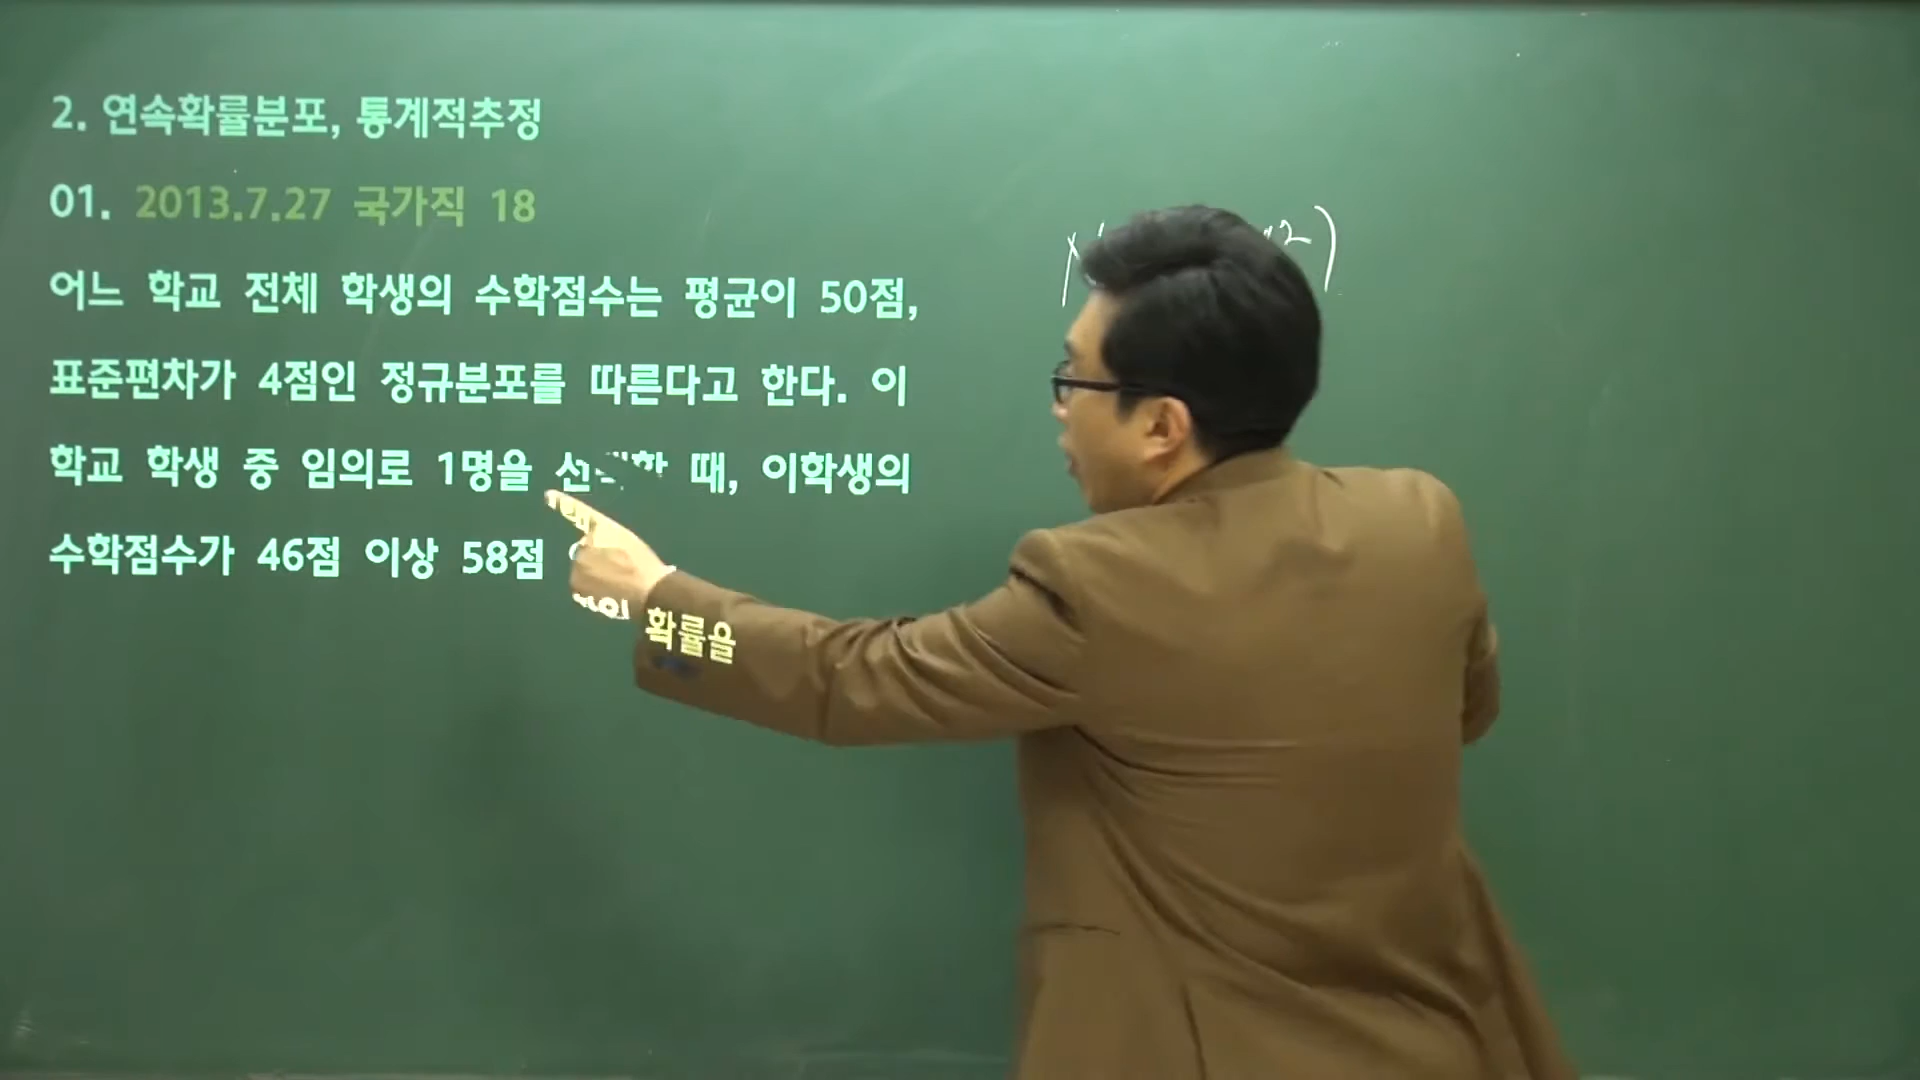 2. 연속확률분포, 통계적추정
01. 2013.7.27 국가직 18
어느 학교 전체 학생의 수학점수는 평균이 50점,
표준편차가 4점인 정규분포를 따른다고 한다. 이
학교 학생 중 임의로 1명을 때, 이학생의
수학점수가 46점 이상 58점
확률을
2)